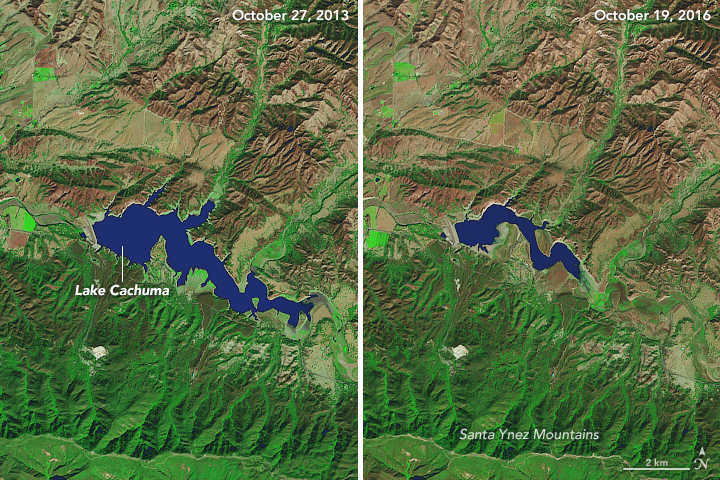 October 27, 2013
October 19, 2016
Lake Cachuma
Santa Ynez Mountains
2 km
N